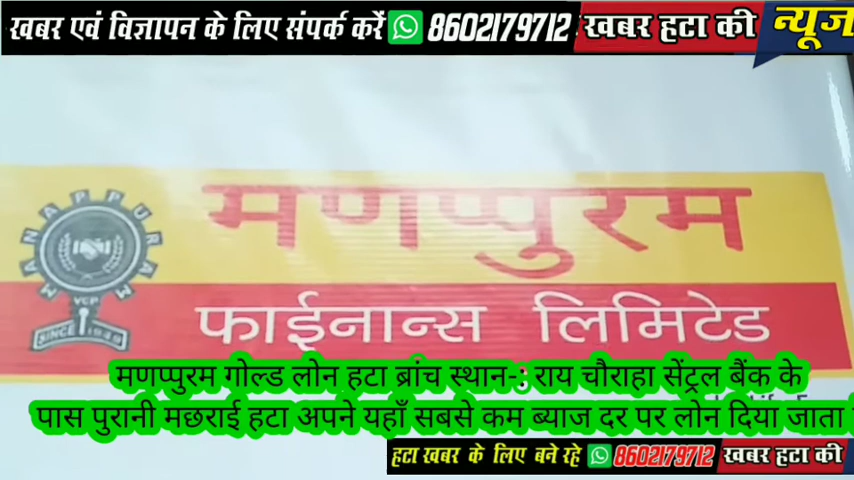 खबर एवं विज्ञापन के लिए संपर्क करें 8602179712 खबर हटा की न्यूज
MANAPPURAM
VCP
SINCE 1949
मणप्पुरम
फाईनान्स लिमिटेड
मणप्पुरम गोल्ड लोन हटा ब्रांच स्थान-: राय चौराहा सेंट्रल बैंक के
पास पुरानी मछराई हटा अपने यहाँ सबसे कम ब्याज दर पर लोन दिया जाता
हटा खबर के लिए बने रहे 8602179712 खबर हटा की